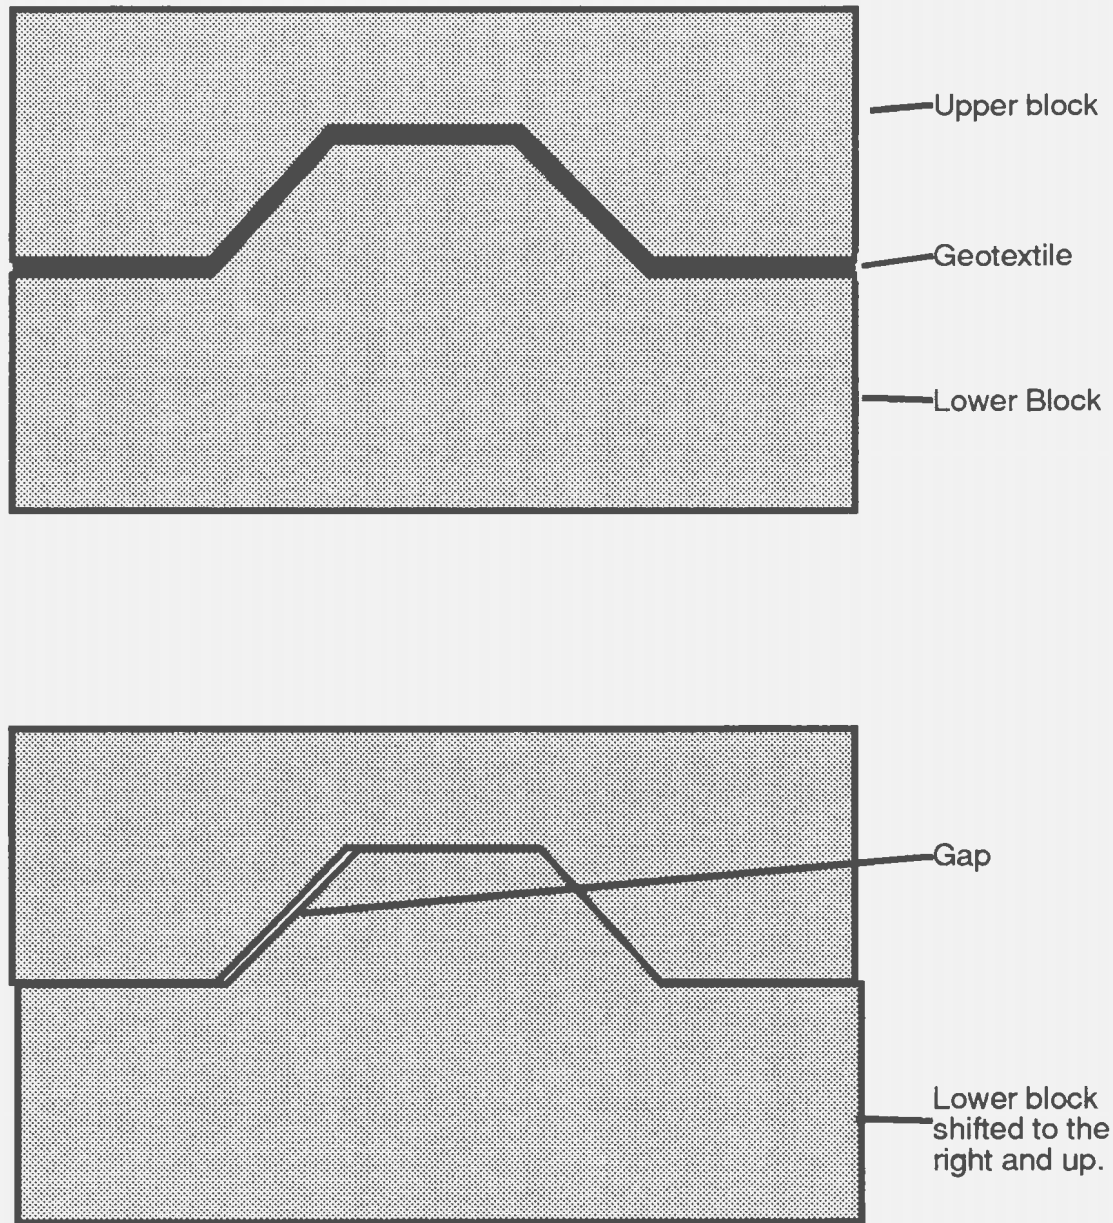 Upper block
Geotextile
Lower Block
Gap
Lower block
shifted to the
right and up.